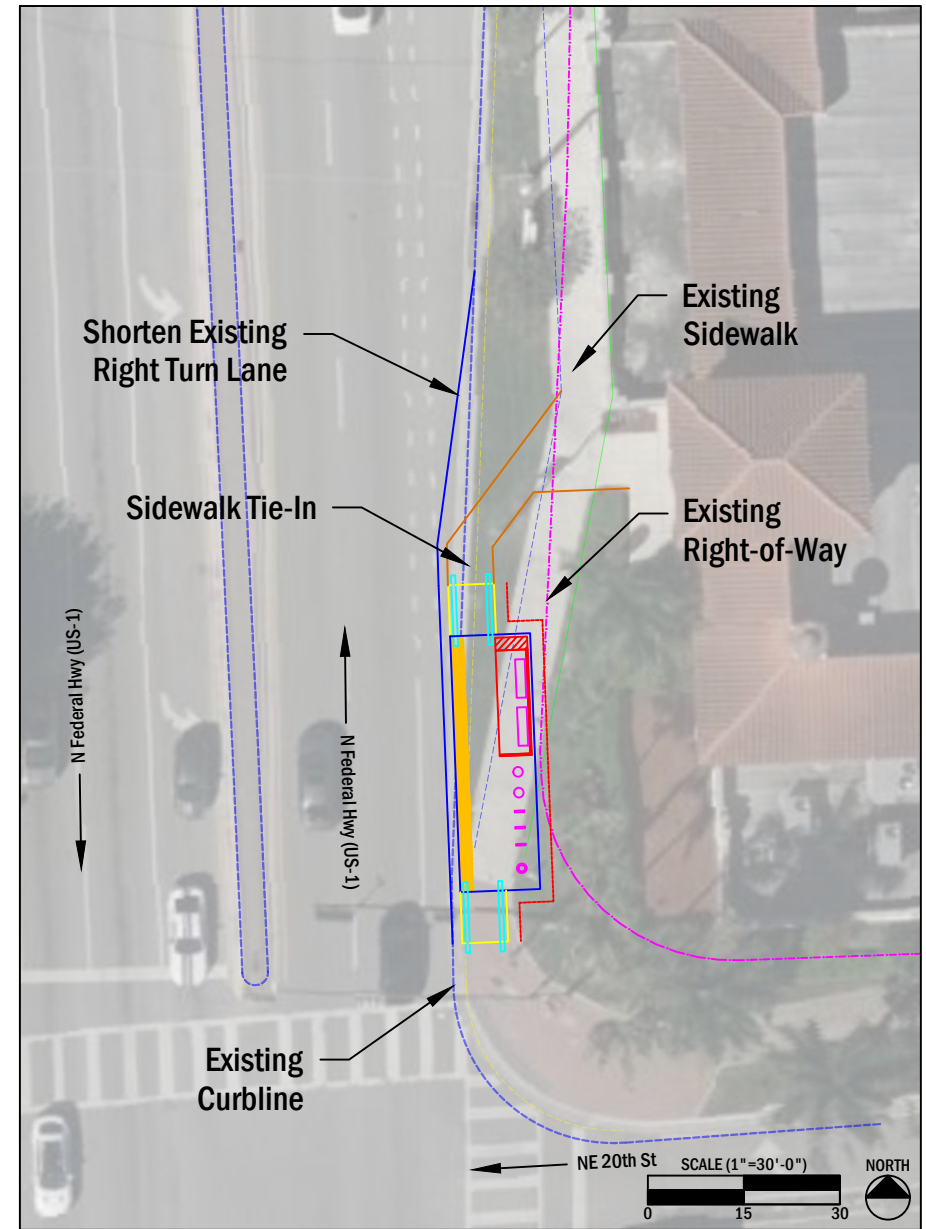 Existing
Sidewalk
Shorten Existing
Right Turn Lane
Sidewalk Tie-In
Existing
Right-of-Way
N Federal Hwy (US-1)
N Federal Hwy (US-1)
Existing
Curbline
NE 20th St
SCALE (1"=30'-0")
NORTH
0 15 30